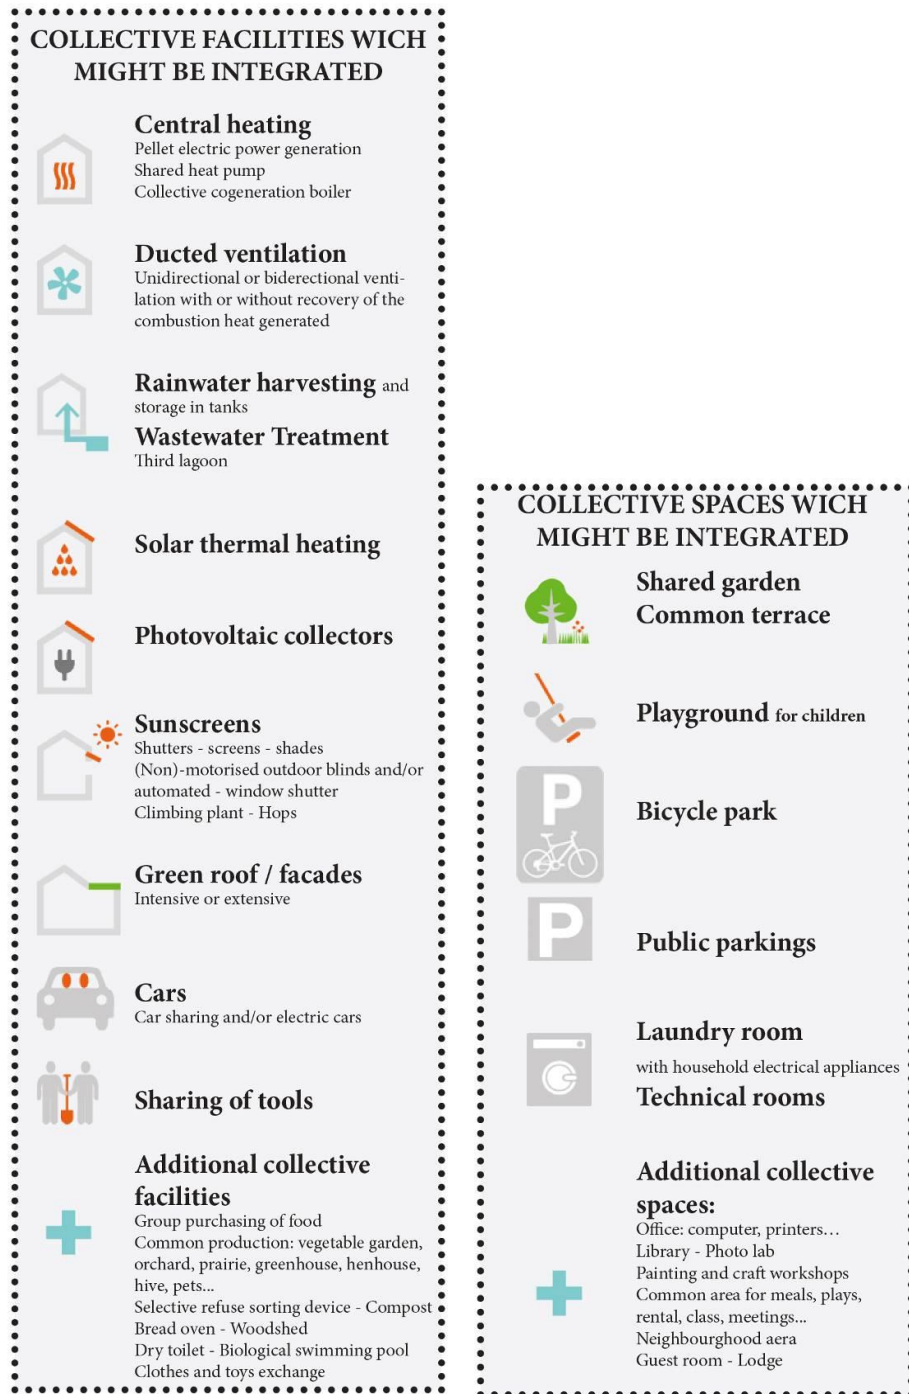 COLLECTIVE FACILITIES WICH
MIGHT BE INTEGRATED
Central heating
Pellet electric power generation
Shared heat pump
Collective cogeneration boiler
Ducted ventilation
Unidirectional or biderectional venti-
lation with or without recovery of the
combustion heat generated
Rainwater harvesting and
storage in tanks
Wastewater Treatment
Third lagoon
Solar thermal heating
Photovoltaic collectors
Sunscreens
Shutters - screens - shades
(Non)-motorised outdoor blinds and/or
automated - window shutter
Climbing plant - Hops
Green roof / facades
Intensive or extensive
Cars
Car sharing and/or electric cars
Sharing of tools
Additional collective
facilities
Group purchasing of food
Common production: vegetable garden,
orchard, prairie, greenhouse, henhouse,
hive, pets...
Selective refuse sorting device - Compost
Bread oven - Woodshed
Dry toilet - Biological swimming pool
Clothes and toys exchange
COLLECTIVE SPACES WICH
MIGHT BE INTEGRATED
Shared garden
Common terrace
Playground for children
P
Bicycle park
P
Public parkings
Laundry room
with household electrical appliances
Technical rooms
Additional collective
spaces:
Office: computer, printers…
Library - Photo lab
Painting and craft workshops
Common area for meals, plays,
rental, class, meetings...
Neighbourghood aera
Guest room - Lodge